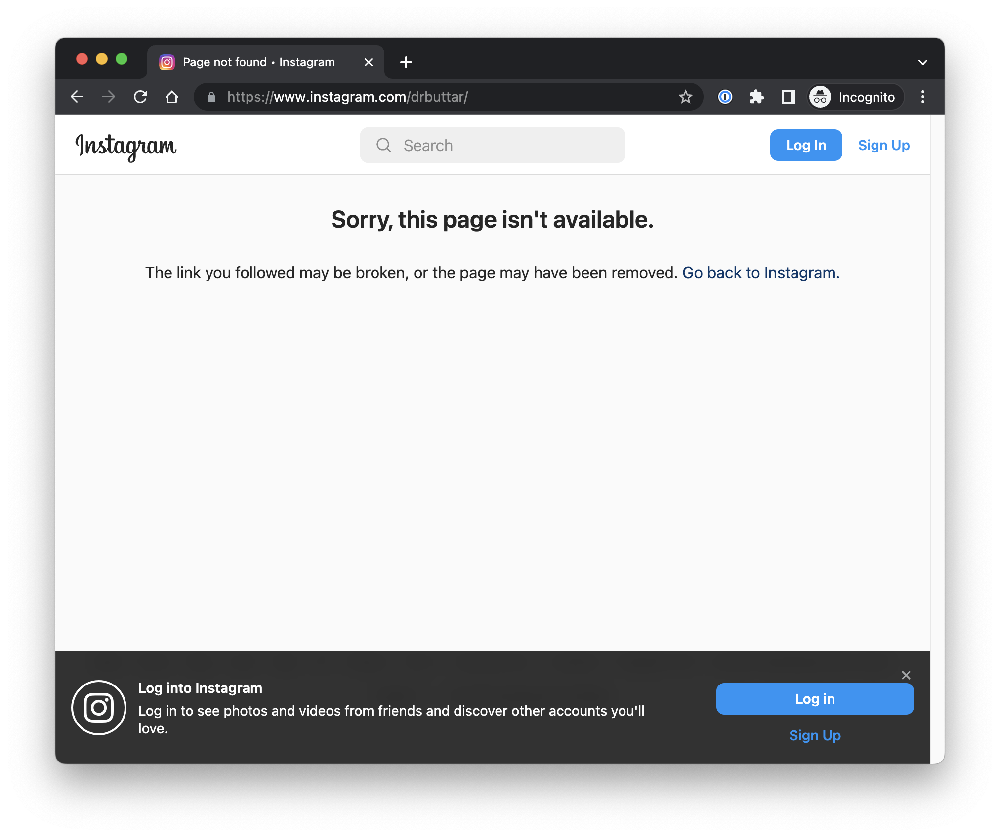 Page not found • Instagram
https://www.instagram.com/drbuttar/
Incognito
Instagram
Search
Log In
Sign Up
Sorry, this page isn't available.
The link you followed may be broken, or the page may have been removed. Go back to Instagram.
Log into Instagram
Log in to see photos and videos from friends and discover other accounts you'll
love.
Log in
Sign Up